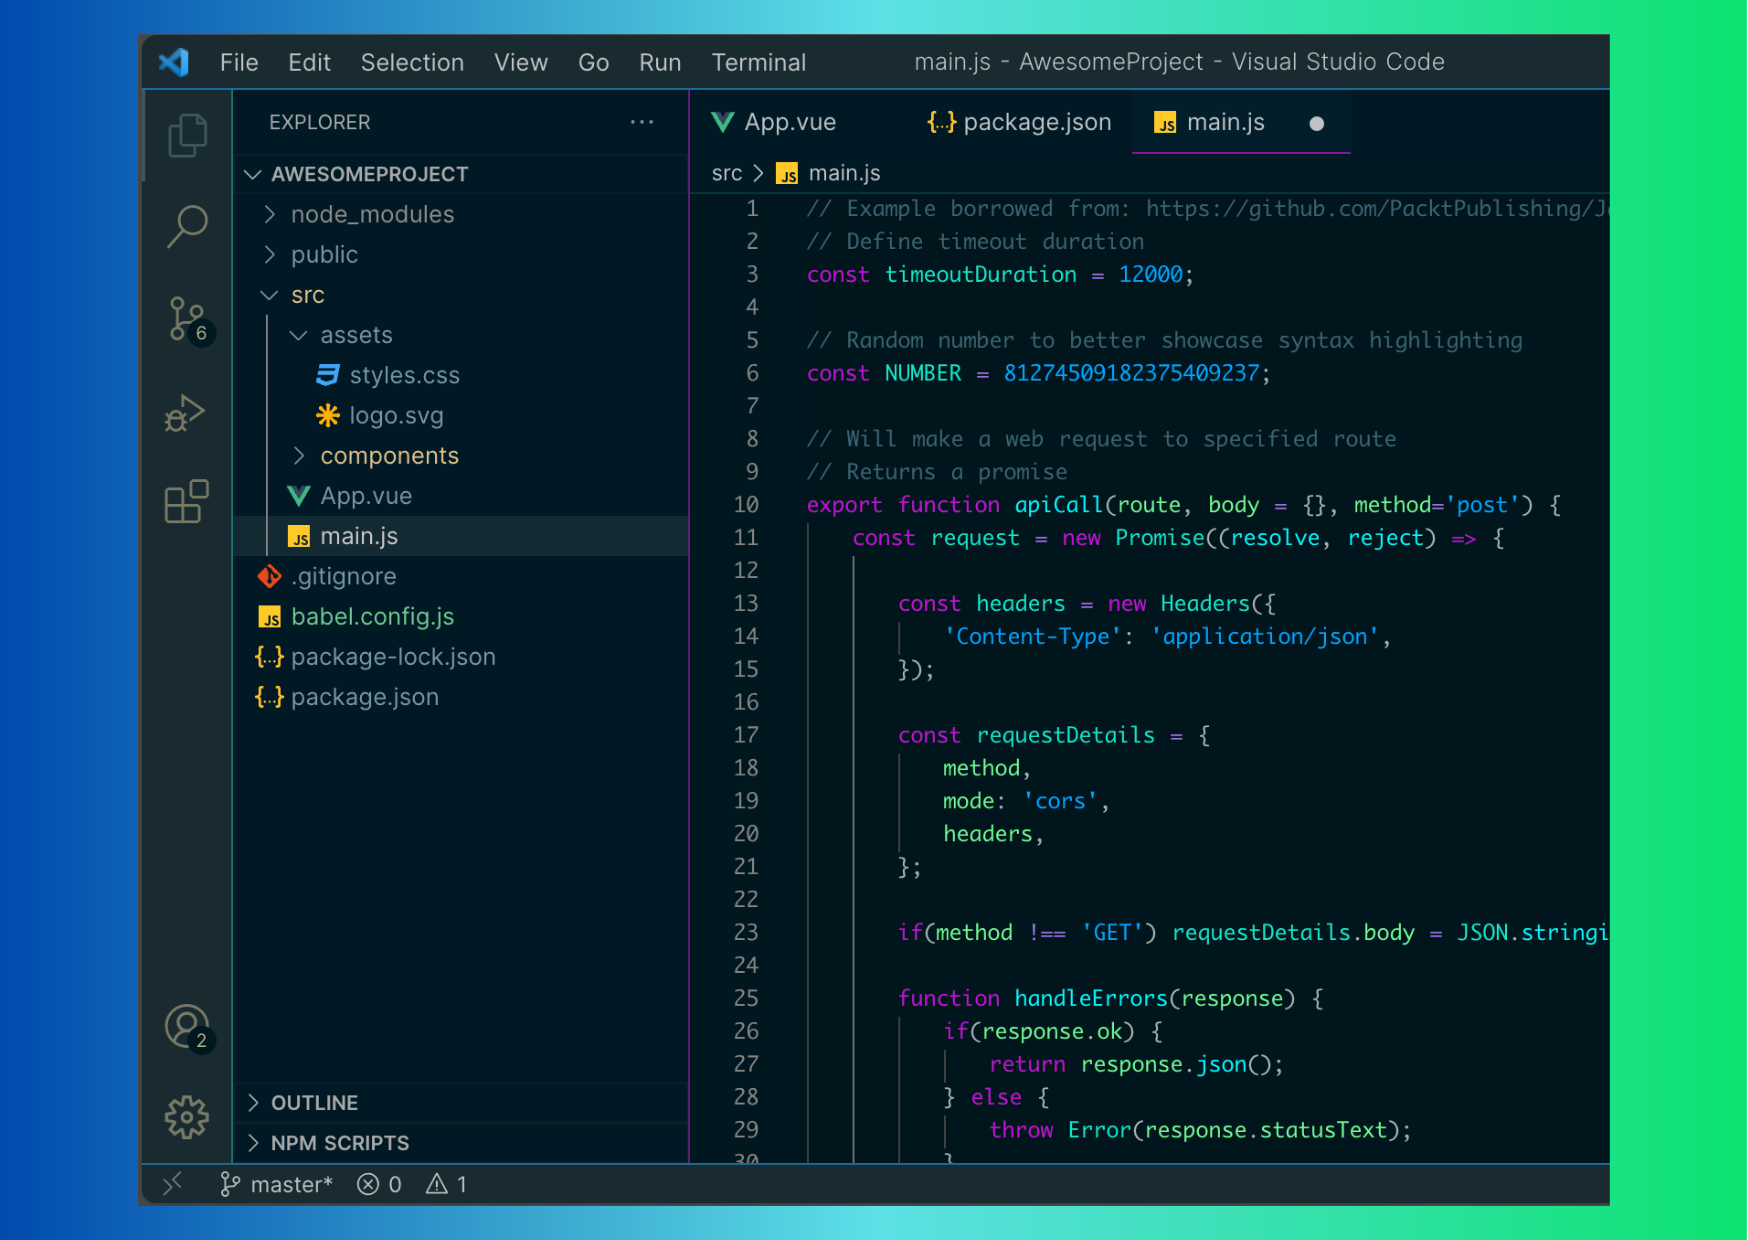 File Edit Selection View Go Run Terminal main.js - AwesomeProject - Visual Studio Code
EXPLORER ···
AWESOMEPROJECT
node_modules
public
src
assets
styles.css
logo.svg
components
App.vue
JS main.js
.gitignore
JS babel.config.js
{...} package-lock.json
{...} package.json
OUTLINE
NPM SCRIPTS
6
2
App.vue {...} package.json JS main.js
src > JS main.js
1 // Example borrowed from: https://github.com/PacktPublishing/J
2 // Define timeout duration
3 const timeoutDuration = 12000;
4
5 // Random number to better showcase syntax highlighting
6 const NUMBER = 81274509182375409237;
7
8 // Will make a web request to specified route
9 // Returns a promise
10 export function apiCall(route, body = {}, method='post') {
11 const request = new Promise((resolve, reject) => {
12
13 const headers = new Headers({
14 'Content-Type': 'application/json',
15 });
16
17 const requestDetails = {
18 method,
19 mode: 'cors',
20 headers,
21 };
22
23 if(method !== 'GET') requestDetails.body = JSON.stringi
24
25 function handleErrors(response) {
26 if(response.ok) {
27 return response.json();
28 } else {
29 throw Error(response.statusText);
30 }
master* 0 1